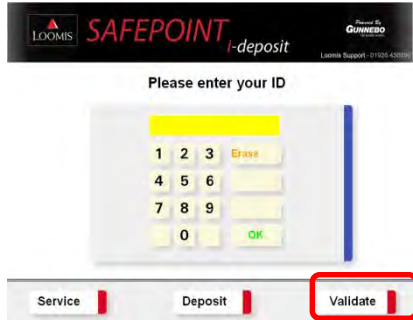 LOOMIS
SAFEPOINT
i-deposit
Powered By
GUNNEBO
Loomis Support - 01926
Please enter your ID
1 2 3 Erase
4 5 6
7 8 9
0 OK
Service Deposit Validate